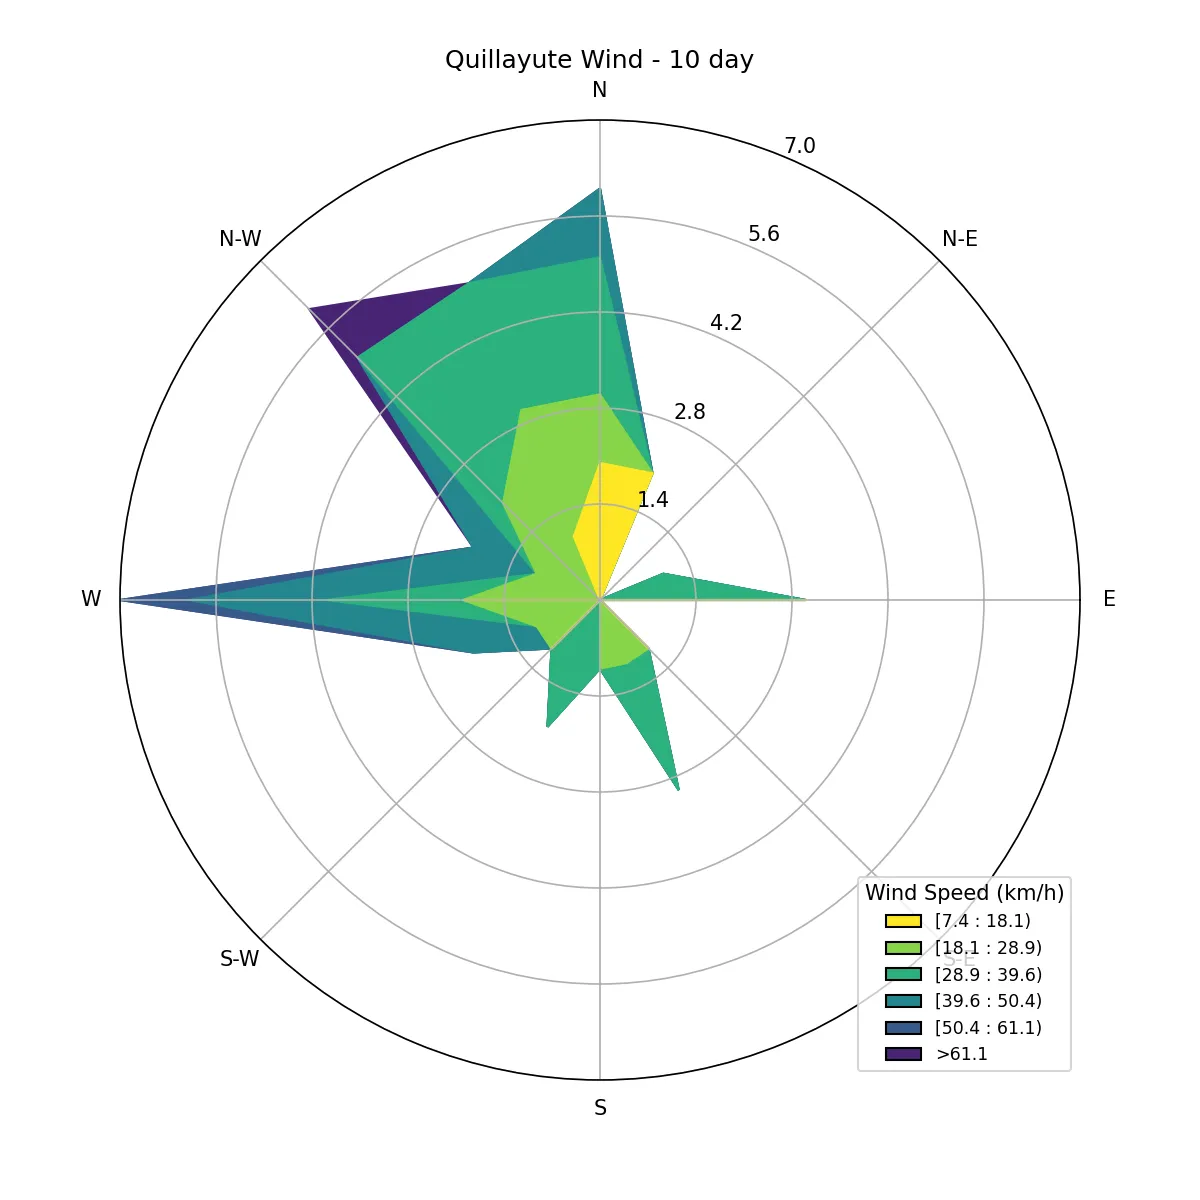 Quillayute Wind - 10 day
N
7.0
N-W
N-E
5.6
4.2
2.8
1.4
W
E
S-W
S-E
S
Wind Speed (km/h)
[7.4 : 18.1)
[18.1 : 28.9)
[28.9 : 39.6)
[39.6 : 50.4)
[50.4 : 61.1)
>61.1